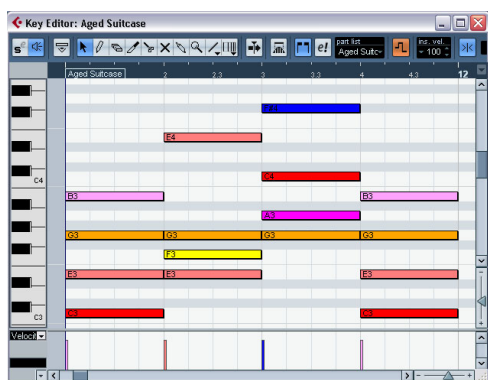 Key Editor: Aged Suitcase
part list
ins. vel.
Aged Suitc-
100
Aged Suitcase 2 2.3 3 3.3 4 4.3 12
E4
C4
C4
B3 B3
A3
G3 G3 G3 G3
F3
E3 E3 E3
C3 C3 C3
Velocit